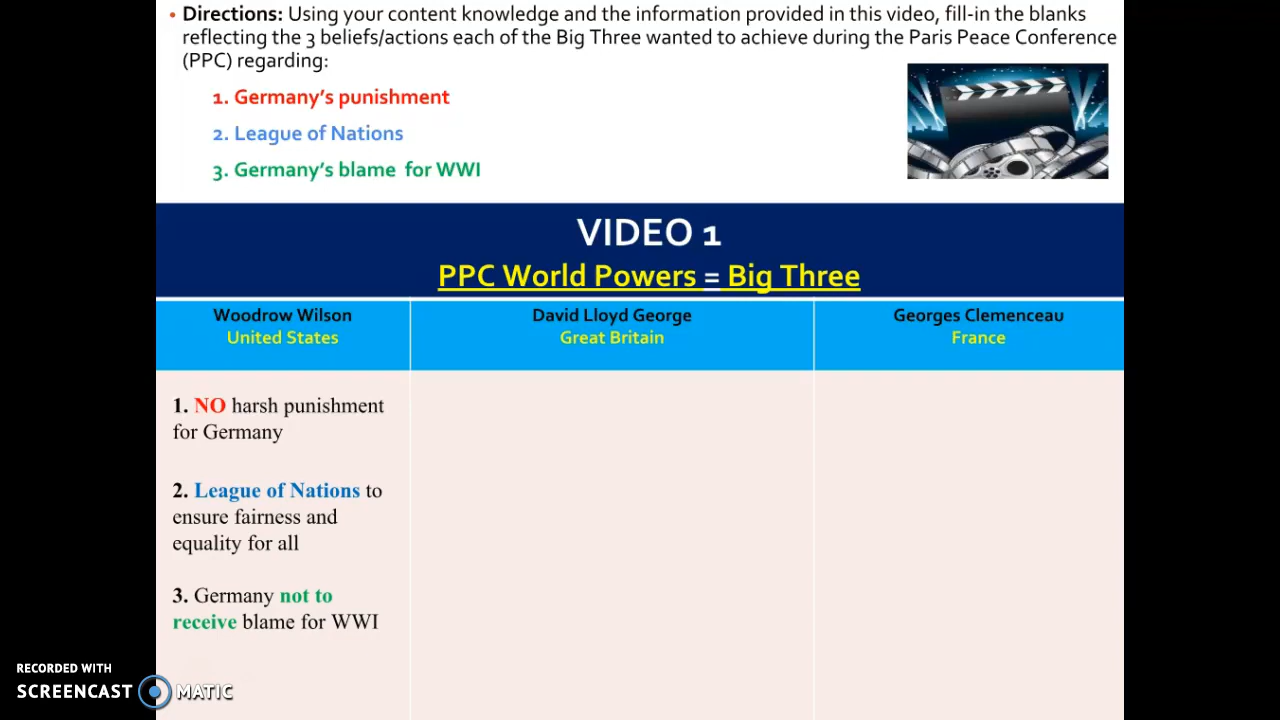 • Directions: Using your content knowledge and the information provided in this video, fill-in the blanks
reflecting the 3 beliefs/actions each of the Big Three wanted to achieve during the Paris Peace Conference
(PPC) regarding:
1. Germany's punishment
2. League of Nations
3. Germany's blame for WWI
VIDEO 1
PPC World Powers = Big Three
Woodrow Wilson
United States
David Lloyd George
Great Britain
Georges Clemenceau
France
1. NO harsh punishment
for Germany
2. League of Nations to
ensure fairness and
equality for all
3. Germany not to
receive blame for WWI
RECORDED WITH
SCREENCAST MATIC